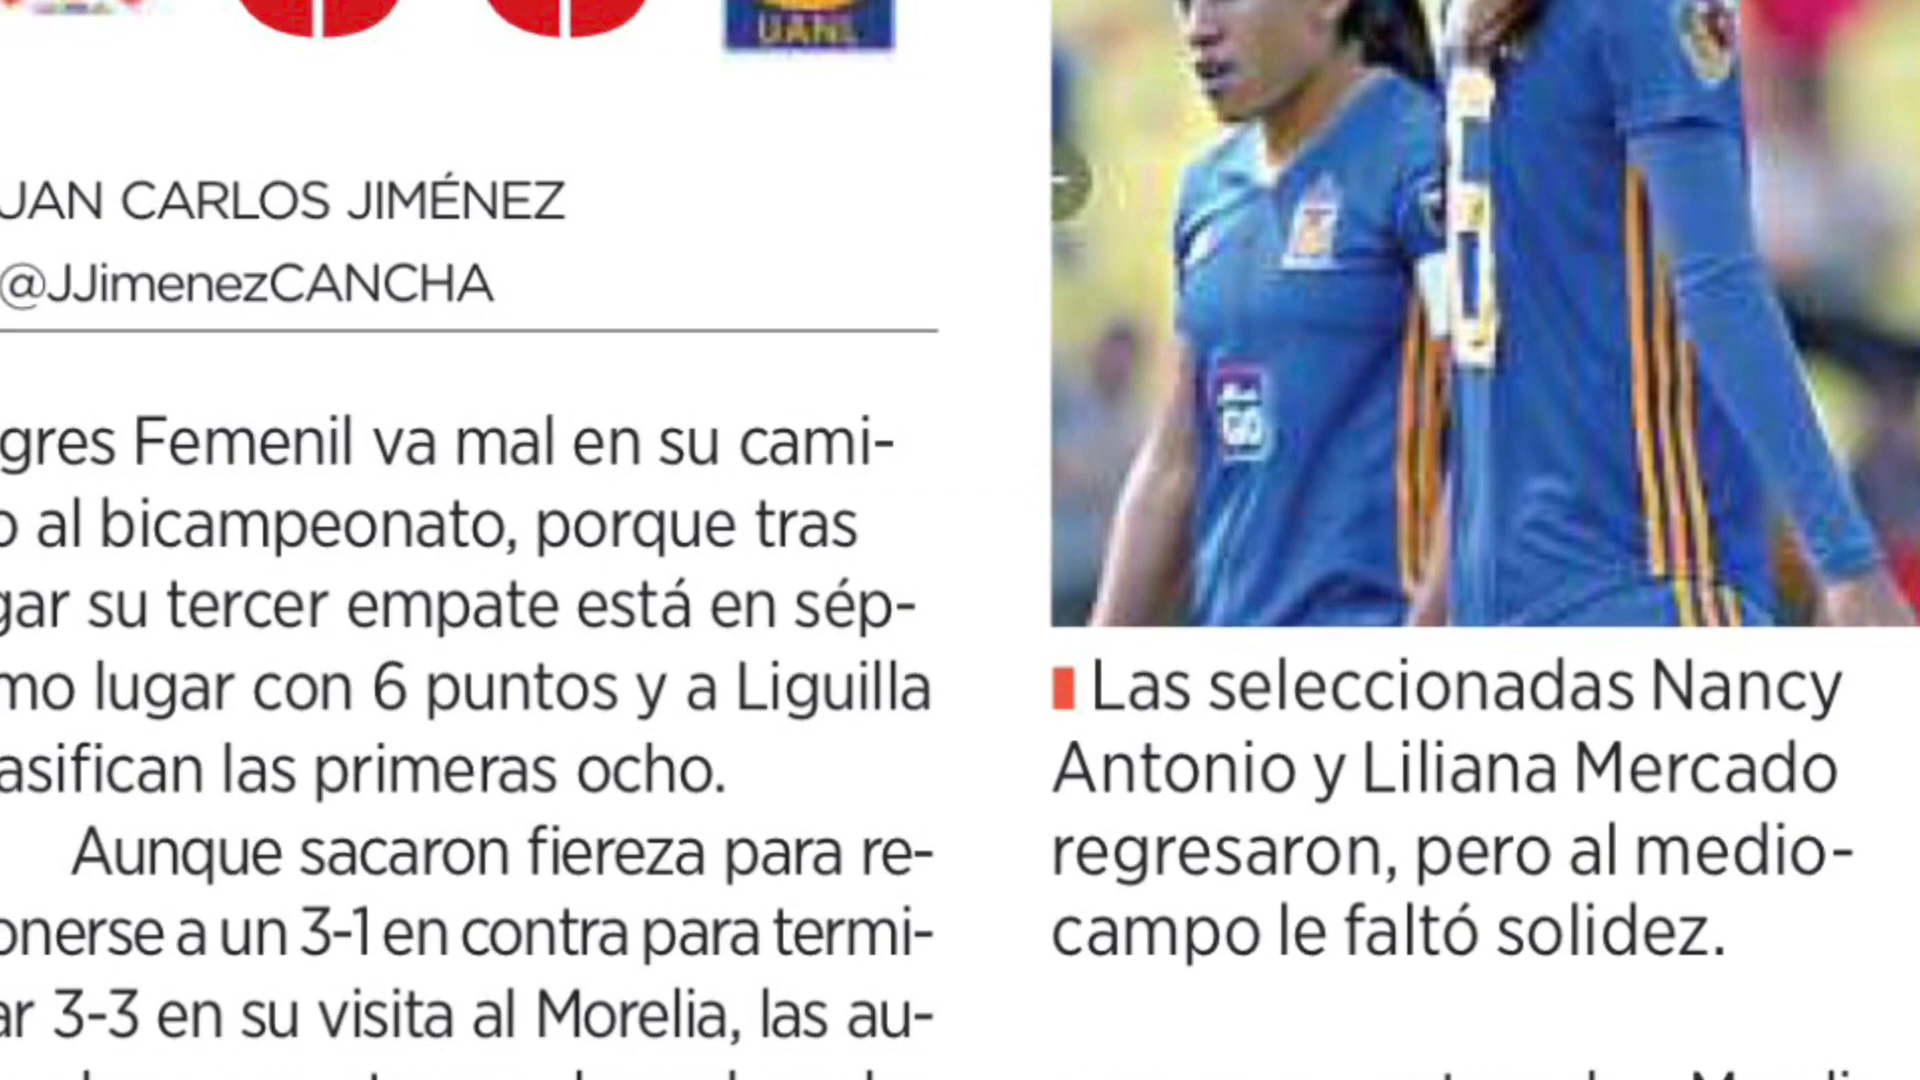 UANL
UAN CARLOS JIMÉNEZ
@JJimenezCANCHA
gres Femenil va mal en su cami-
o al bicampeonato, porque tras
gar su tercer empate está en sép-
mo lugar con 6 puntos y a Liguilla
asifican las primeras ocho.
Aunque sacaron fiereza para re-
onerse a un 3-1 en contra para termi-
ar 3-3 en su visita al Morelia, las au-
Las seleccionadas Nancy
Antonio y Liliana Mercado
regresaron, pero al medio-
campo le faltó solidez.